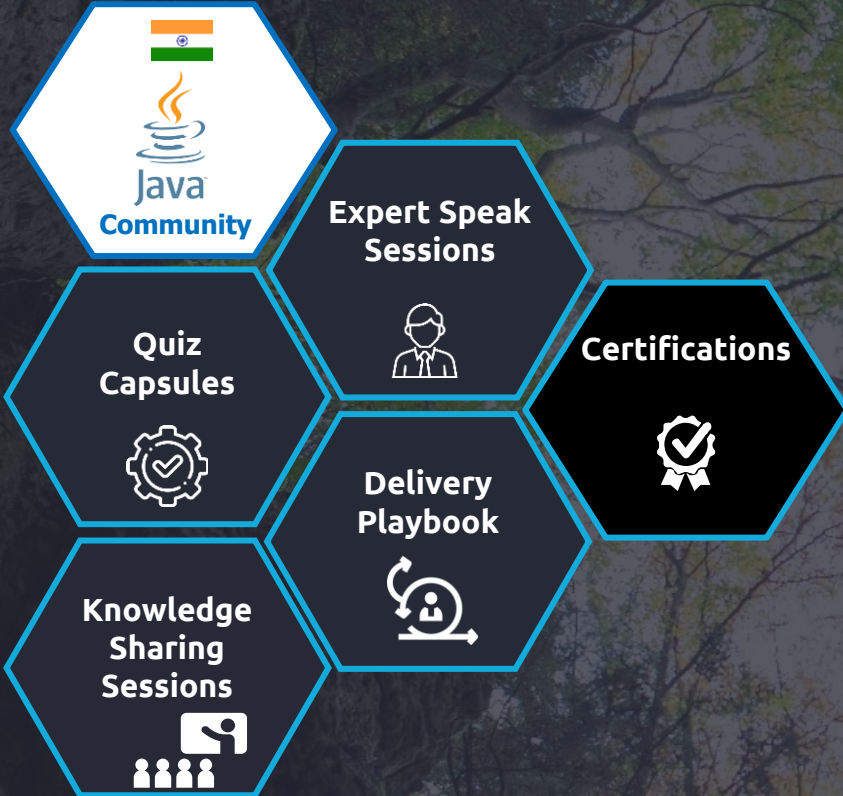 Java
Community
Expert Speak
Sessions
Quiz
Capsules
Certifications
Delivery
Playbook
Knowledge
Sharing
Sessions